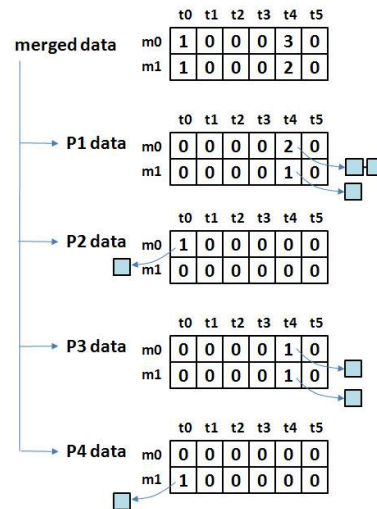 t0 t1 t2 t3 t4 t5
merged data
m0 1 0 0 0 3 0
m1 1 0 0 0 2 0
t0 t1 t2 t3 t4 t5
P1 data
m0 0 0 0 0 2 0
m1 0 0 0 0 1 0
t0 t1 t2 t3 t4 t5
P2 data
m0 1 0 0 0 0 0
m1 0 0 0 0 0 0
t0 t1 t2 t3 t4 t5
P3 data
m0 0 0 0 0 1 0
m1 0 0 0 0 1 0
t0 t1 t2 t3 t4 t5
P4 data
m0 0 0 0 0 0 0
m1 1 0 0 0 0 0